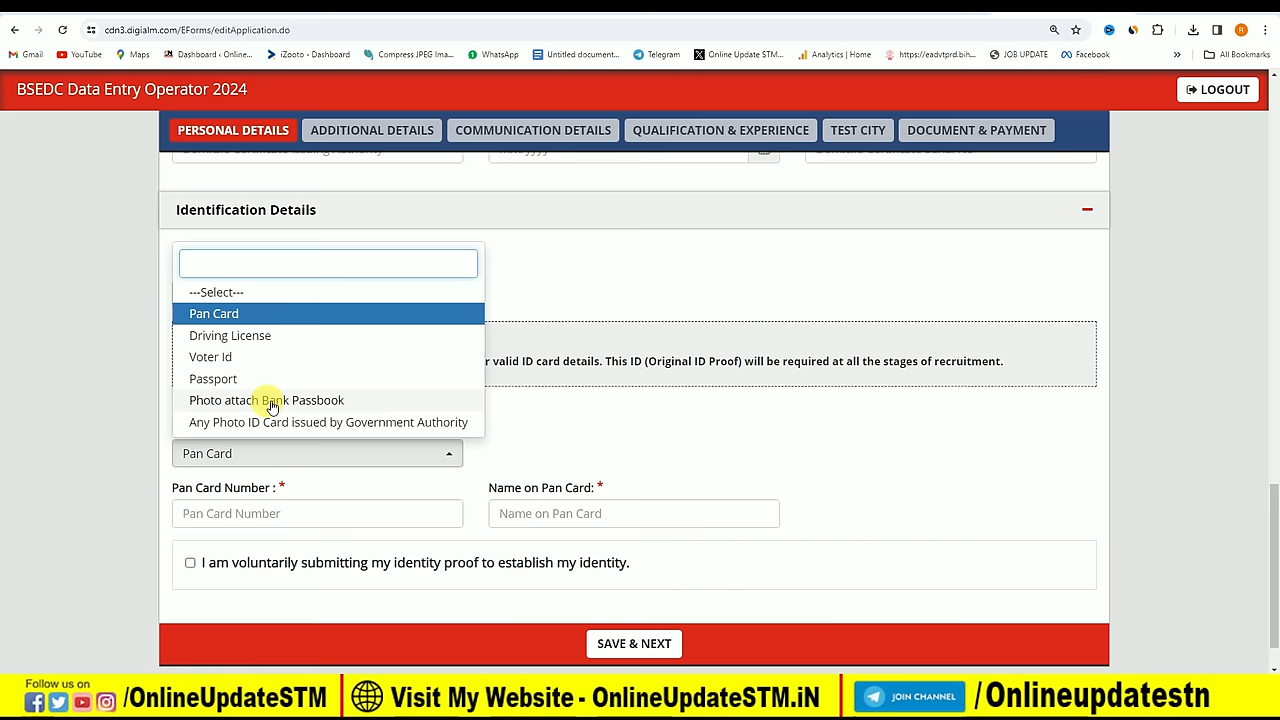 cdn3.digialm.com/EForms/editApplication.do
R
Gmail YouTube Maps Dashboard ‹ Online... iZooto - Dashboard Compress JPEG Ima... WhatsApp Untitled document... Telegram Online Update STM... Analytics | Home https://eadvtprd.bih... JOB UPDATE Facebook » All Bookmarks
BSEDC Data Entry Operator 2024
LOGOUT
PERSONAL DETAILS ADDITIONAL DETAILS COMMUNICATION DETAILS QUALIFICATION & EXPERIENCE TEST CITY DOCUMENT & PAYMENT
Identification Details
---Select---
Pan Card
Driving License
Voter Id
r valid ID card details. This ID (Original ID Proof) will be required at all the stages of recruitment.
Passport
Photo attach Bank Passbook
Any Photo ID Card issued by Government Authority
Pan Card
Pan Card Number : * Name on Pan Card: *
Pan Card Number Name on Pan Card
I am voluntarily submitting my identity proof to establish my identity.
SAVE & NEXT
Follow us on
/OnlineUpdateSTM Visit My Website - OnlineUpdateSTM.iN JOIN CHANNEL /Onlineupdatestn